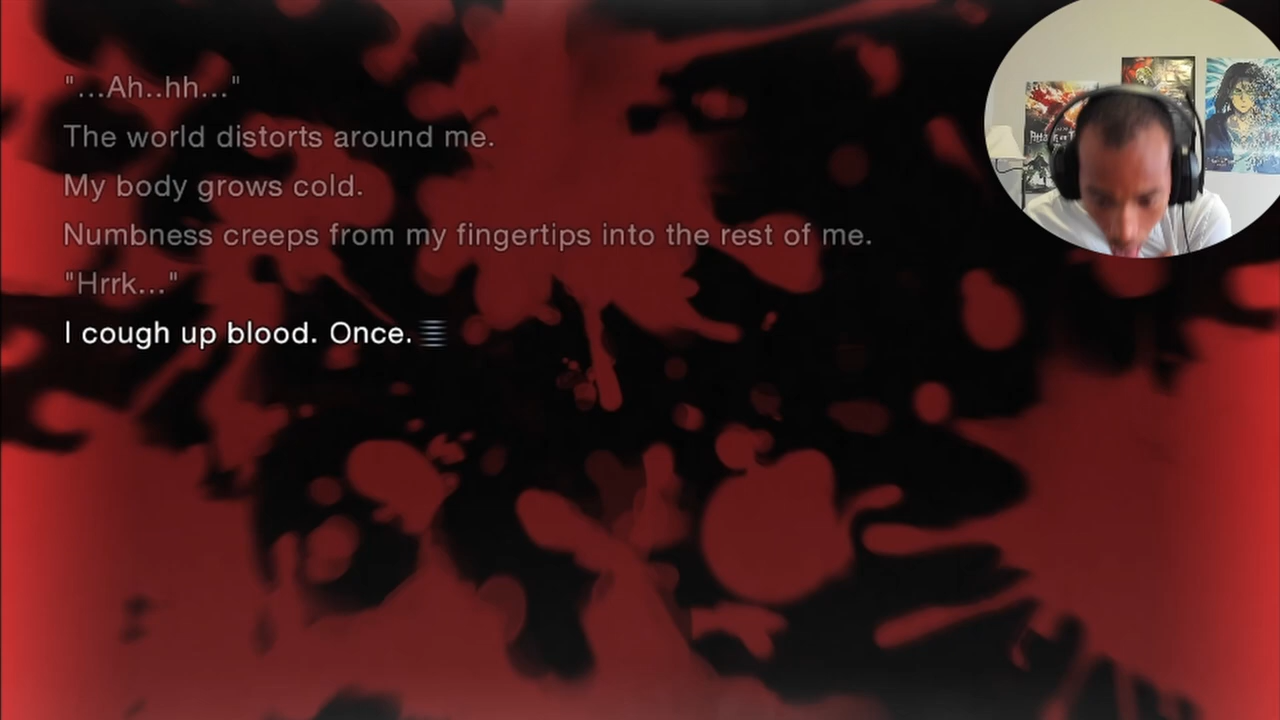 "...Ah..hh..."
The world distorts around me.
My body grows cold.
Numbness creeps from my fingertips into the rest of me.
"Hrrk..."
I cough up blood. Once.